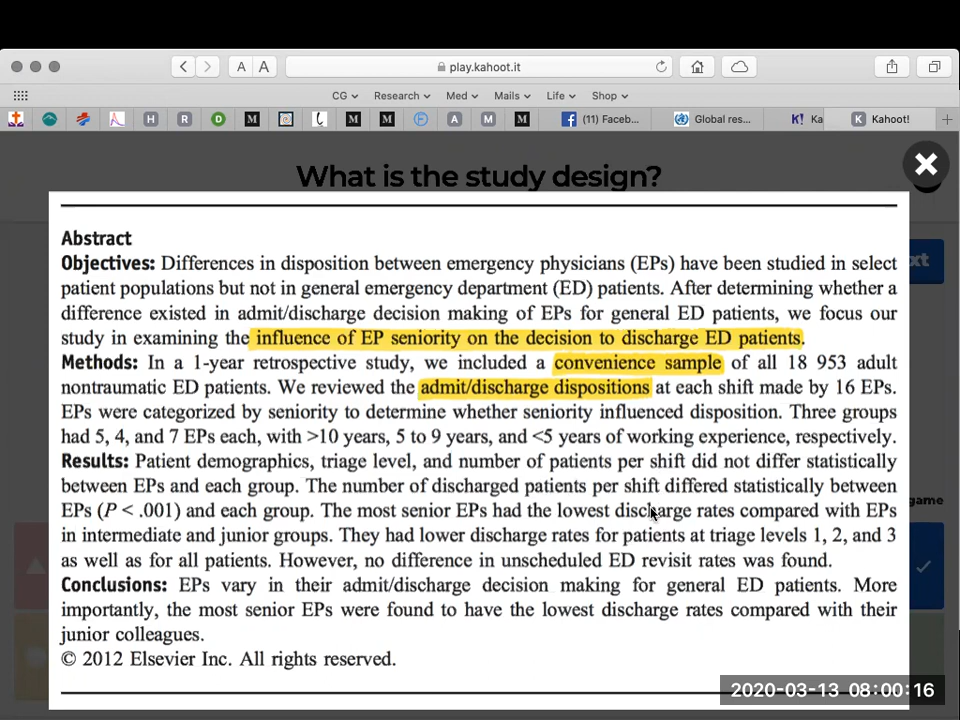 A A play.kahoot.it
CG Research Med Mails Life Shop
H R D M M M E A M M (11) Faceb... Global res... K! Ka K Kahoot!
What is the study design?
xt
Abstract
Objectives: Differences in disposition between emergency physicians (EPs) have been studied in select
patient populations but not in general emergency department (ED) patients. After determining whether a
difference existed in admit/discharge decision making of EPs for general ED patients, we focus our
study in examining the influence of EP seniority on the decision to discharge ED patients.
Methods: In a 1-year retrospective study, we included a convenience sample of all 18 953 adult
nontraumatic ED patients. We reviewed the admit/discharge dispositions at each shift made by 16 EPs.
EPs were categorized by seniority to determine whether seniority influenced disposition. Three groups
had 5, 4, and 7 EPs each, with >10 years, 5 to 9 years, and <5 years of working experience, respectively.
Results: Patient demographics, triage level, and number of patients per shift did not differ statistically
between EPs and each group. The number of discharged patients per shift differed statistically between
EPs (P < .001) and each group. The most senior EPs had the lowest discharge rates compared with EPs
in intermediate and junior groups. They had lower discharge rates for patients at triage levels 1, 2, and 3
as well as for all patients. However, no difference in unscheduled ED revisit rates was found.
Conclusions: EPs vary in their admit/discharge decision making for general ED patients. More
importantly, the most senior EPs were found to have the lowest discharge rates compared with their
junior colleagues.
© 2012 Elsevier Inc. All rights reserved.
game
2020-03-13 08:00:16